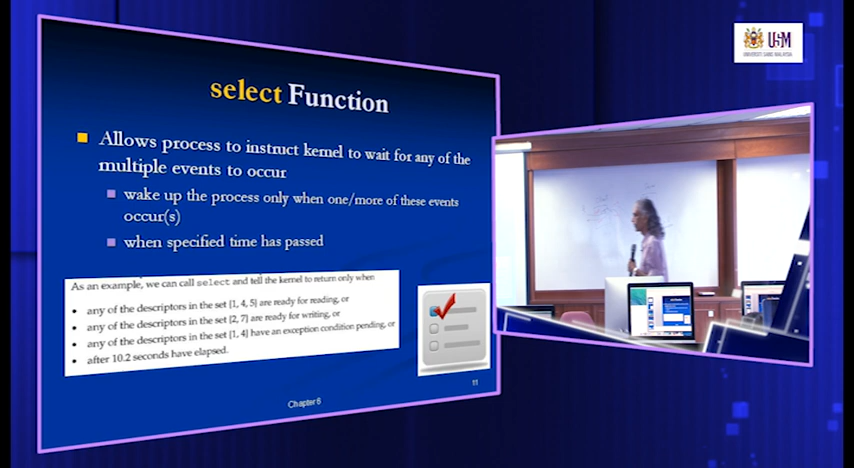 select Function
Allows process to instruct kernel to wait for any of the
multiple events to occur
wake up the process only when one/more of these events
occur(s)
when specified time has passed
As an example, we can call select and tell the kernel to return only when
• any of the descriptors in the set {1, 4, 5} are ready for reading, or
• any of the descriptors in the set {2, 7} are ready for writing, or
• any of the descriptors in the set {1, 4} have an exception condition pending, or
• after 10.2 seconds have elapsed.
Chapter 6
11
USM
UNIVERSITI SAINS MALAYSIA